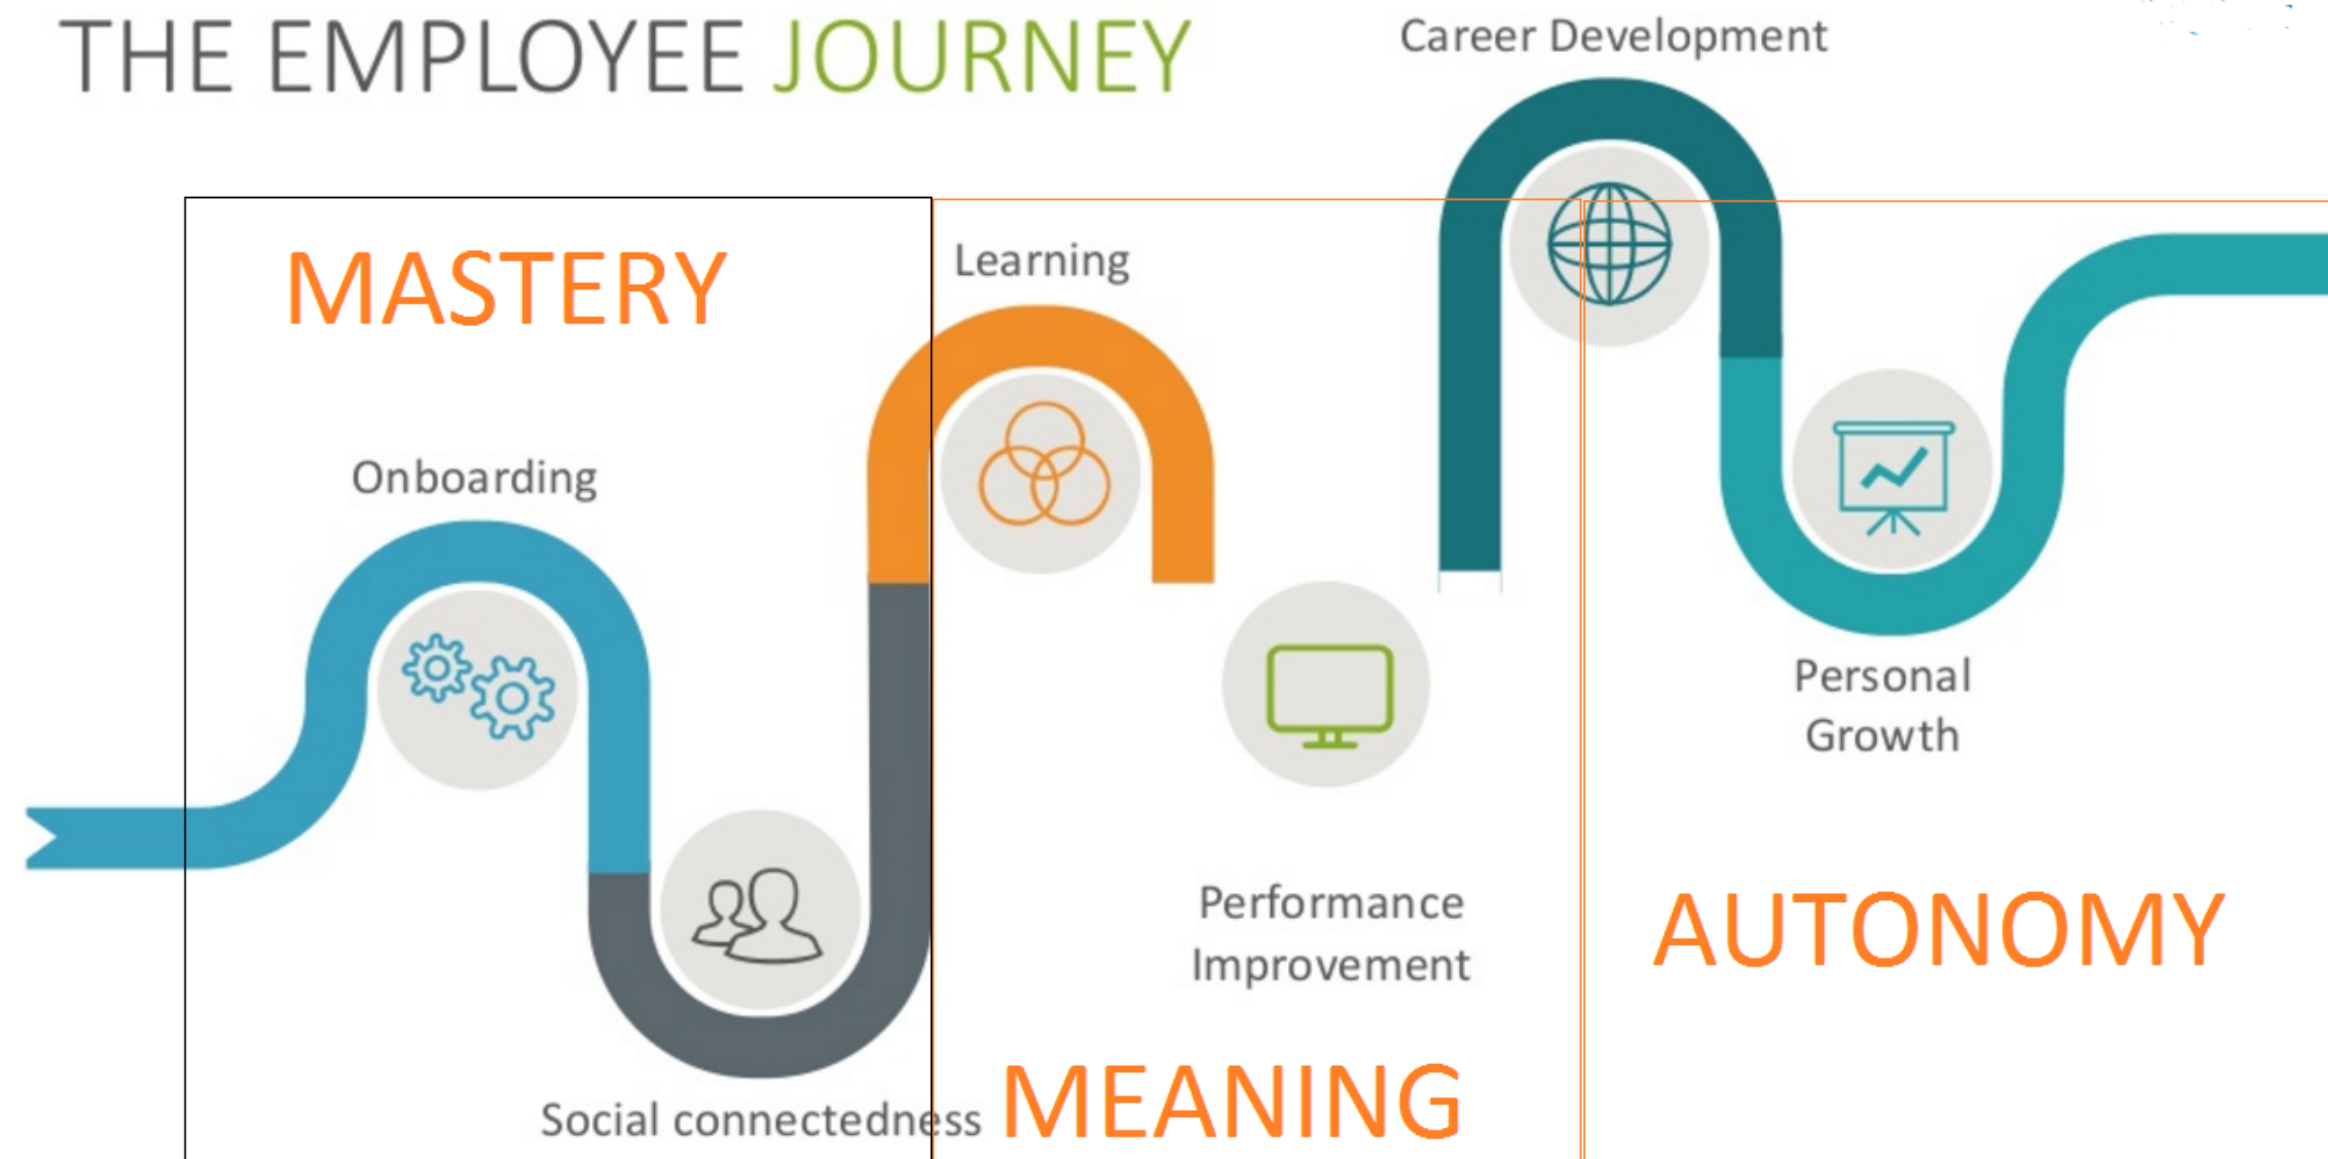 THE EMPLOYEE JOURNEY
Career Development
MASTERY
Learning
Onboarding
Personal
Growth
Performance
Improvement
AUTONOMY
MEANING
Social connectedness